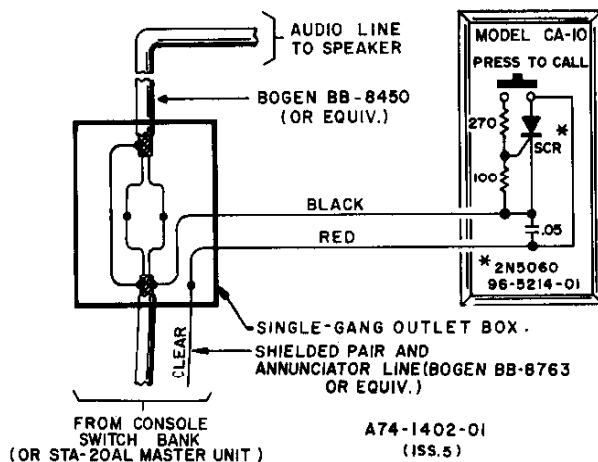 AUDIO LINE
TO SPEAKER
BOGEN BB-8450
(OR EQUIV.)
MODEL CA-10
PRESS TO CALL
270
*
SCR
100
BLACK
.05
RED
* 2N5060
96-5214-01
SINGLE-GANG OUTLET BOX.
CLEAR
SHIELDED PAIR AND
ANNUNCIATOR LINE(BOGEN BB-8763
OR EQUIV.)
FROM CONSOLE
SWITCH BANK
(OR STA-20AL MASTER UNIT)
A74-1402-01
(ISS.5)